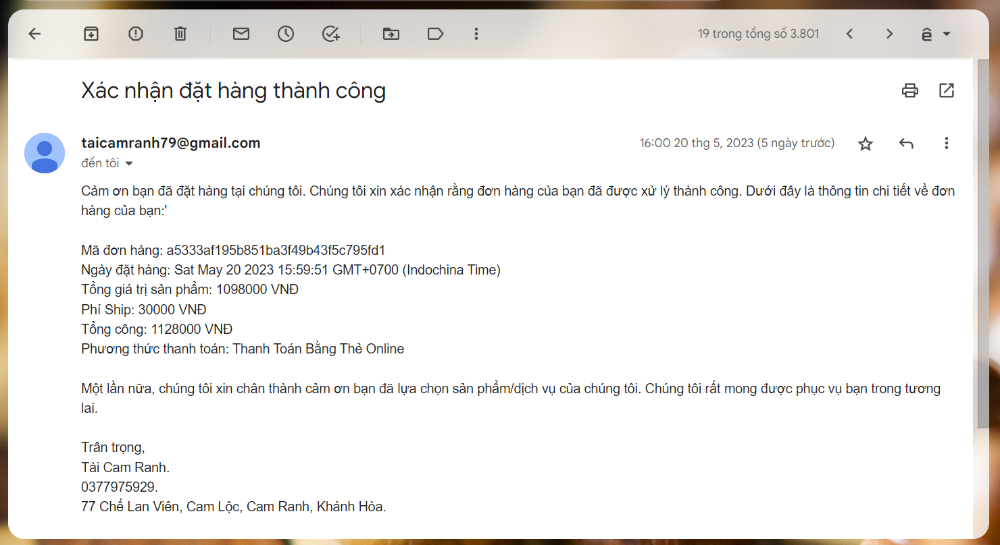 19 trong tổng số 3.801
Xác nhận đặt hàng thành công
taicamranh79@gmail.com
16:00 20 thg 5, 2023 (5 ngày trước)
đến tôi
Cảm ơn bạn đã đặt hàng tại chúng tôi. Chúng tôi xin xác nhận rằng đơn hàng của bạn đã được xử lý thành công. Dưới đây là thông tin chi tiết về đơn
hàng của bạn:'
Mã đơn hàng: a5333af195b851ba3f49b43f5c795fd1
Ngày đặt hàng: Sat May 20 2023 15:59:51 GMT+0700 (Indochina Time)
Tổng giá trị sản phẩm: 1098000 VNĐ
Phí Ship: 30000 VNĐ
Tổng công: 1128000 VNĐ
Phương thức thanh toán: Thanh Toán Bằng Thẻ Online
Một lần nữa, chúng tôi xin chân thành cảm ơn bạn đã lựa chọn sản phẩm/dịch vụ của chúng tôi. Chúng tôi rất mong được phục vụ bạn trong tương
lai.
Trân trọng,
Tài Cam Ranh.
0377975929.
77 Chế Lan Viên, Cam Lộc, Cam Ranh, Khánh Hòa.